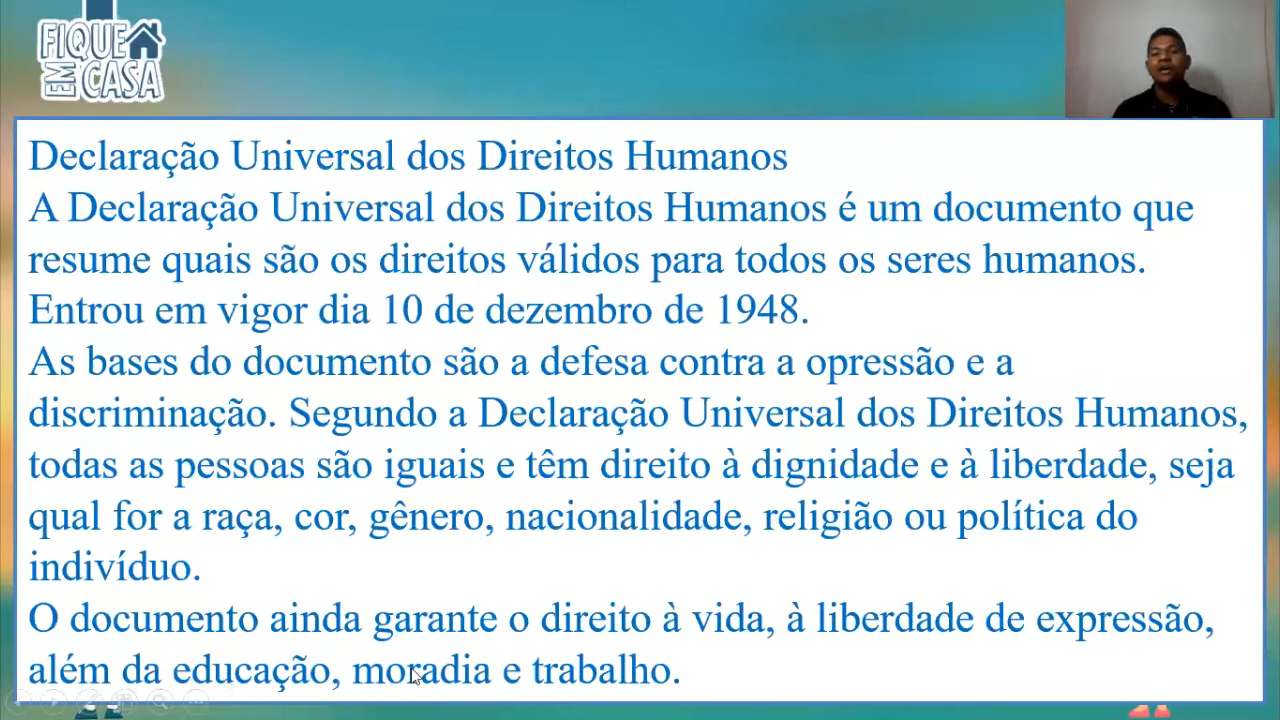 FIQUE
EM CASA
Declaração Universal dos Direitos Humanos
A Declaração Universal dos Direitos Humanos é um documento que
resume quais são os direitos válidos para todos os seres humanos.
Entrou em vigor dia 10 de dezembro de 1948.
As bases do documento são a defesa contra a opressão e a
discriminação. Segundo a Declaração Universal dos Direitos Humanos,
todas as pessoas são iguais e têm direito à dignidade e à liberdade, seja
qual for a raça, cor, gênero, nacionalidade, religião ou política do
indivíduo.
O documento ainda garante o direito à vida, à liberdade de expressão,
além da educação, moradia e trabalho.